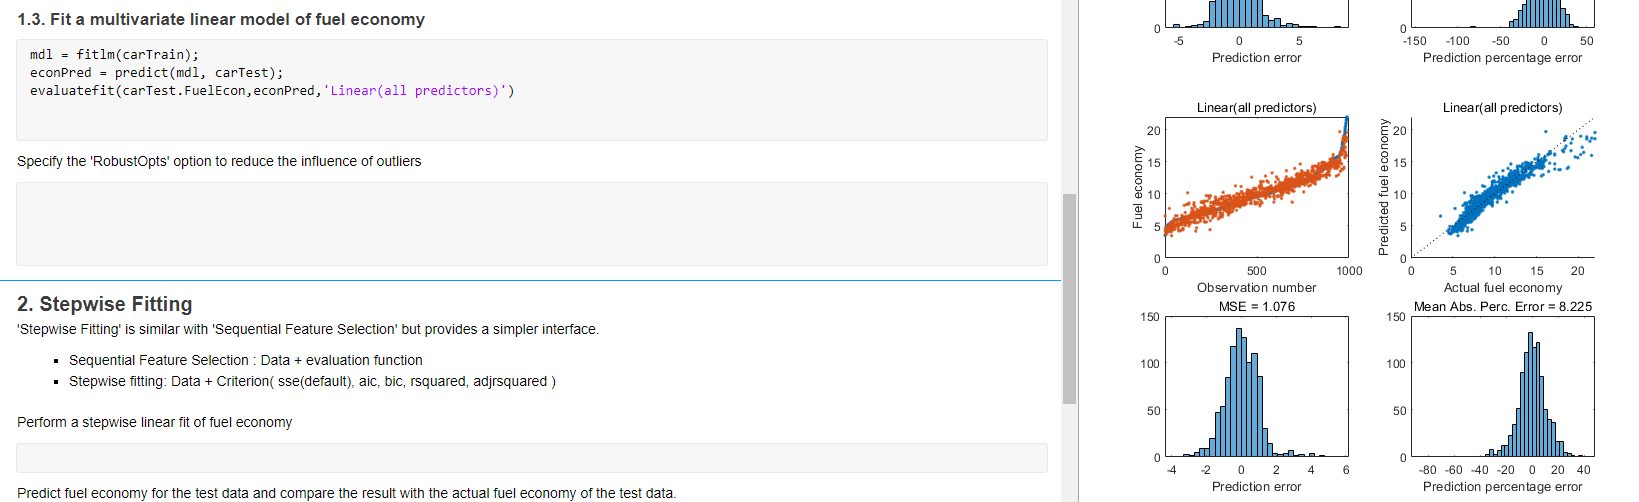 1.3. Fit a multivariate linear model of fuel economy
mdl = fitlm(carTrain);
econPred = predict(mdl, carTest);
evaluatefit(carTest.FuelEcon,econPred,'Linear(all predictors)')
Specify the 'RobustOpts' option to reduce the influence of outliers
2. Stepwise Fitting
'Stepwise Fitting' is similar with 'Sequential Feature Selection' but provides a simpler interface.
▪ Sequential Feature Selection : Data + evaluation function
▪ Stepwise fitting: Data + Criterion( sse(default), aic, bic, rsquared, adjrsquared )
Perform a stepwise linear fit of fuel economy
Predict fuel economy for the test data and compare the result with the actual fuel economy of the test data.
0
-5 0 5
Prediction error
0
-150 -100 -50 0 50
Prediction percentage error
Linear(all predictors)
Fuel economy
20
15
10
5
0
0 500 1000
Observation number
Linear(all predictors)
Predicted fuel economy
20
15
10
5
0
0 5 10 15 20
Actual fuel economy
MSE = 1.076
150
100
50
0
-4 -2 0 2 4 6
Prediction error
Mean Abs. Perc. Error = 8.225
150
100
50
0
-80 -60 -40 -20 0 20 40
Prediction percentage error